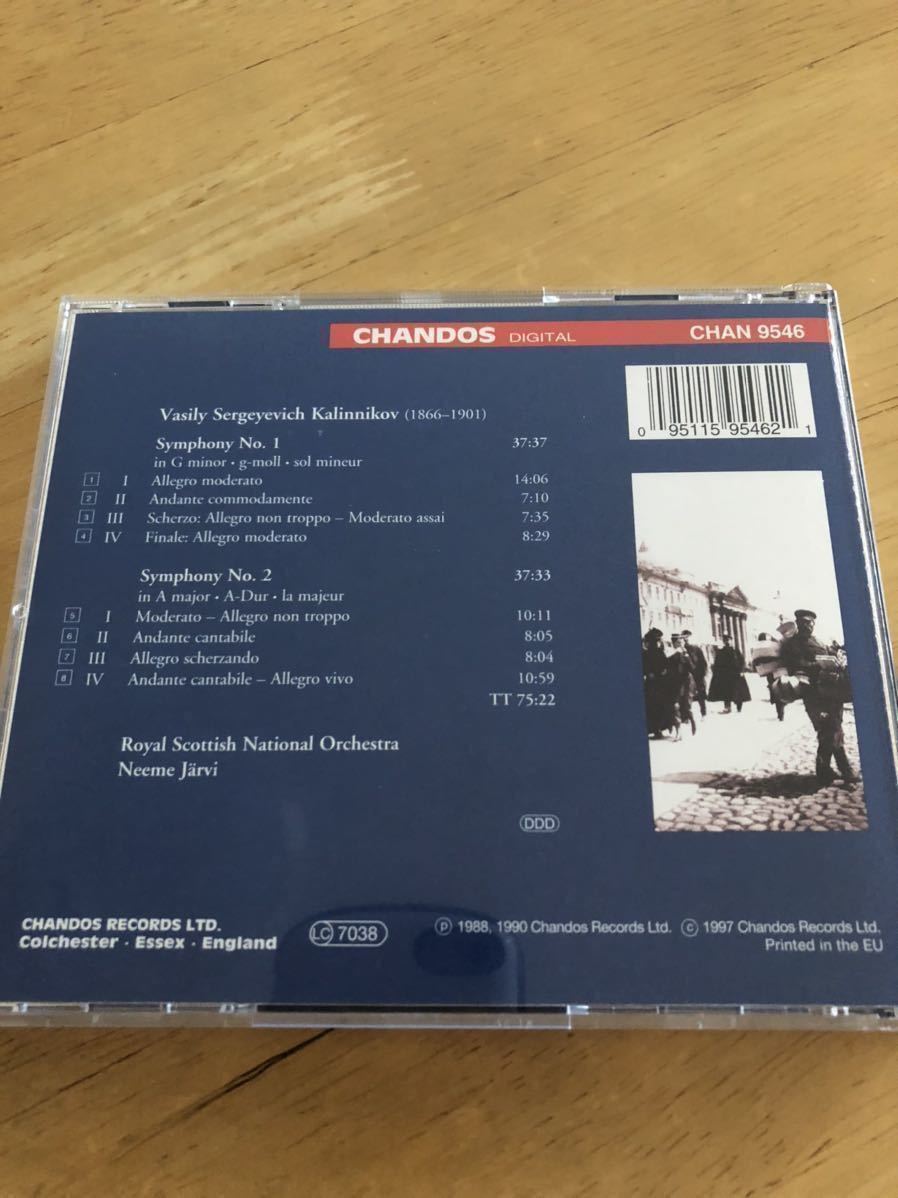 CHANDOS DIGITAL CHAN 9546
Vasily Sergeyevich Kalinnikov (1866–1901)
0 95115 95462 1
Symphony No. 1 37:37
in G minor · g-moll · sol mineur
1 I Allegro moderato 14:06
2 II Andante commodamente 7:10
3 III Scherzo: Allegro non troppo – Moderato assai 7:35
4 IV Finale: Allegro moderato 8:29
Symphony No. 2 37:33
in A major · A-Dur · la majeur
5 I Moderato – Allegro non troppo 10:11
6 II Andante cantabile 8:05
7 III Allegro scherzando 8:04
8 IV Andante cantabile – Allegro vivo 10:59
TT 75:22
Royal Scottish National Orchestra
Neeme Järvi
DDD
CHANDOS RECORDS LTD.
Colchester · Essex · England
LC 7038
℗ 1988, 1990 Chandos Records Ltd. © 1997 Chandos Records Ltd.
Printed in the EU